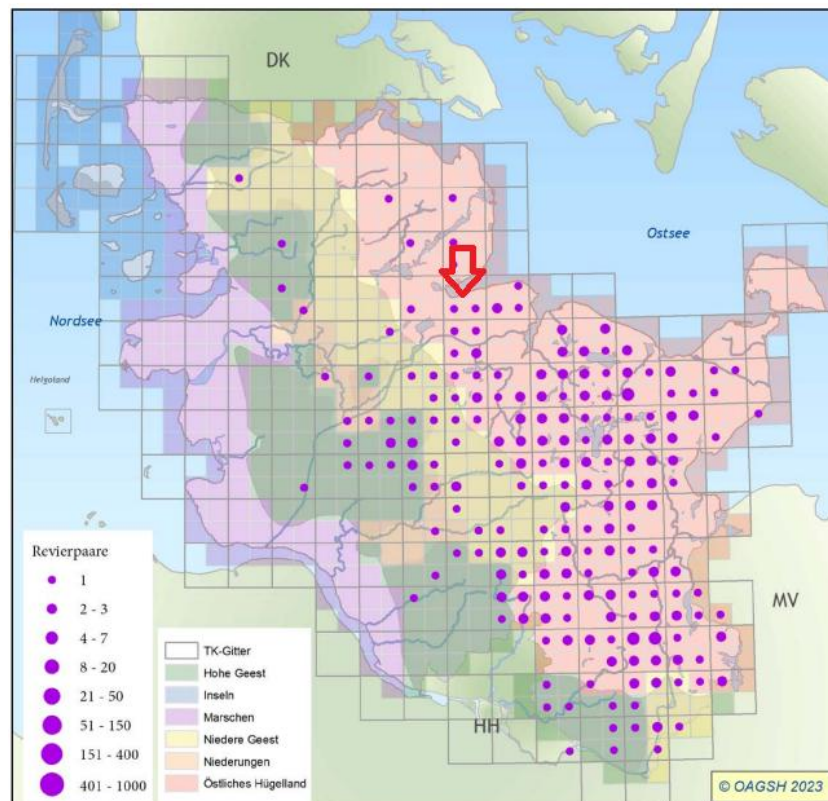 DK
Ostsee
Nordsee
Helgoland
MV
HH
Revierpaare
1
2 - 3
4 - 7
8 - 20
21 - 50
51 - 150
151 - 400
401 - 1000
TK-Gitter
Hohe Geest
Inseln
Marschen
Niedere Geest
Niederungen
Östliches Hügelland
© OAGSH 2023